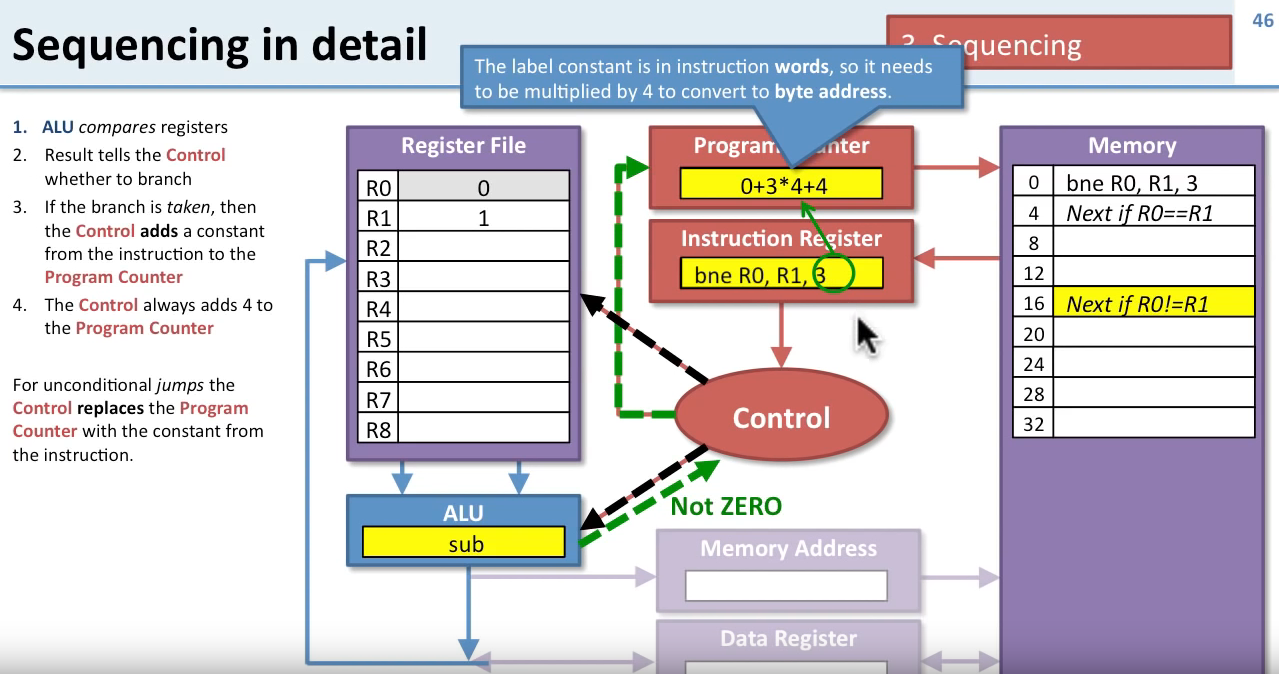 46
Sequencing in detail
3. Sequencing
The label constant is in instruction words, so it needs
to be multiplied by 4 to convert to byte address.
1. ALU compares registers
2. Result tells the Control
whether to branch
3. If the branch is taken, then
the Control adds a constant
from the instruction to the
Program Counter
4. The Control always adds 4 to
the Program Counter
For unconditional jumps the
Control replaces the Program
Counter with the constant from
the instruction.
Register File
R0 0
R1 1
R2
R3
R4
R5
R6
R7
R8
ALU
sub
Program Counter
0+3*4+4
Instruction Register
bne R0, R1, 3
Control
Not ZERO
Memory Address
Data Register
Memory
0 bne R0, R1, 3
4 Next if R0==R1
8
12
16 Next if R0!=R1
20
24
28
32